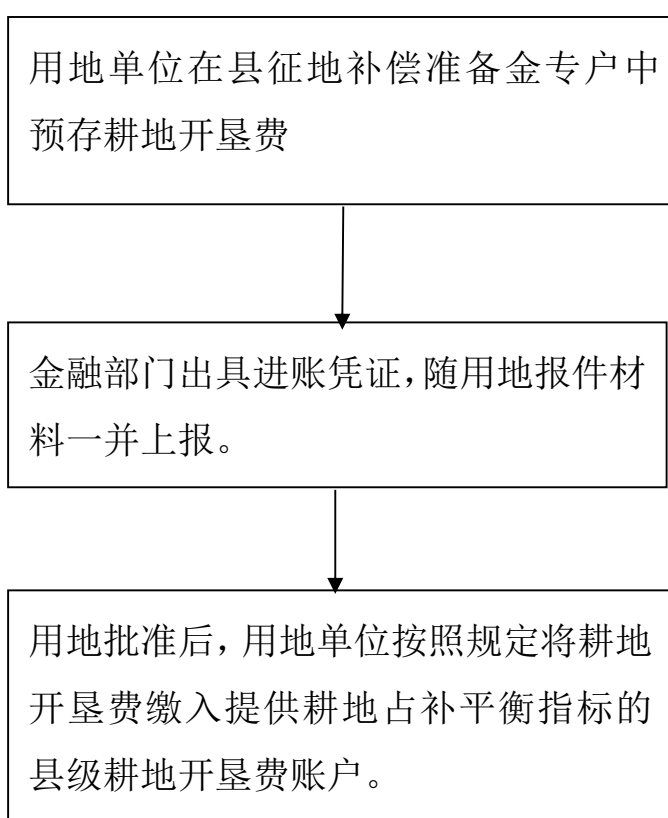 用地单位在县征地补偿准备金专户中
预存耕地开垦费
金融部门出具进账凭证，随用地报件材
料一并上报。
用地批准后，用地单位按照规定将耕地
开垦费缴入提供耕地占补平衡指标的
县级耕地开垦费账户。